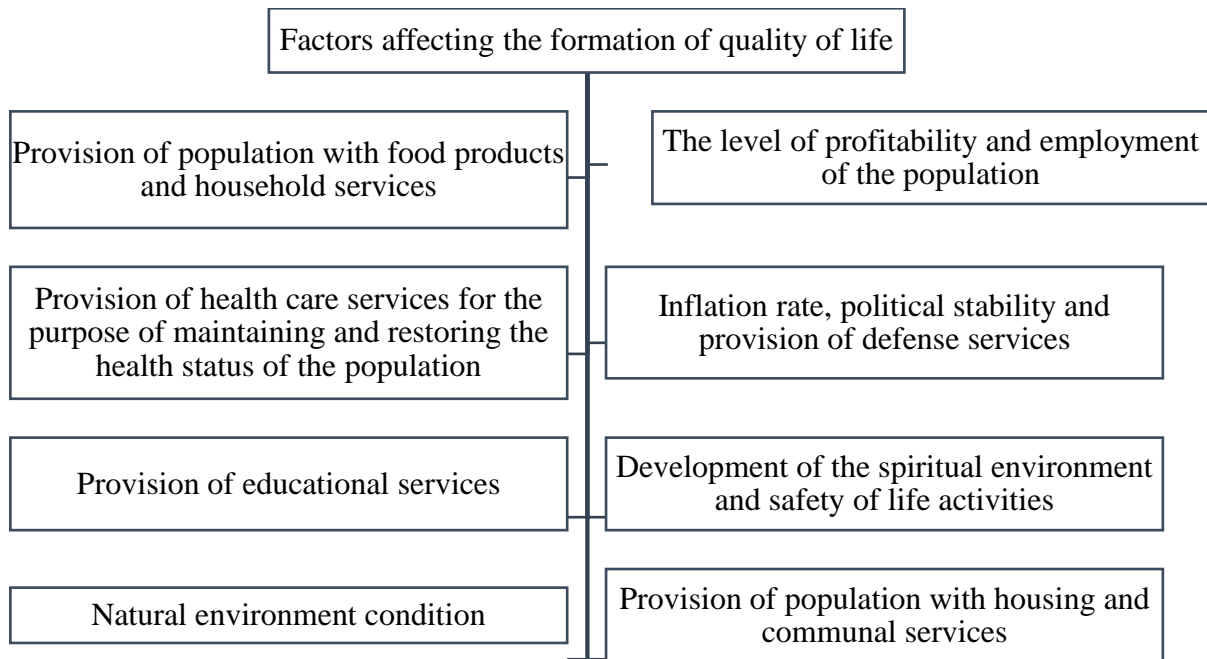 Factors affecting the formation of quality of life
Provision of population with food products
and household services
The level of profitability and employment
of the population
Provision of health care services for the
purpose of maintaining and restoring the
health status of the population
Inflation rate, political stability and
provision of defense services
Provision of educational services
Development of the spiritual environment
and safety of life activities
Natural environment condition
Provision of population with housing and
communal services